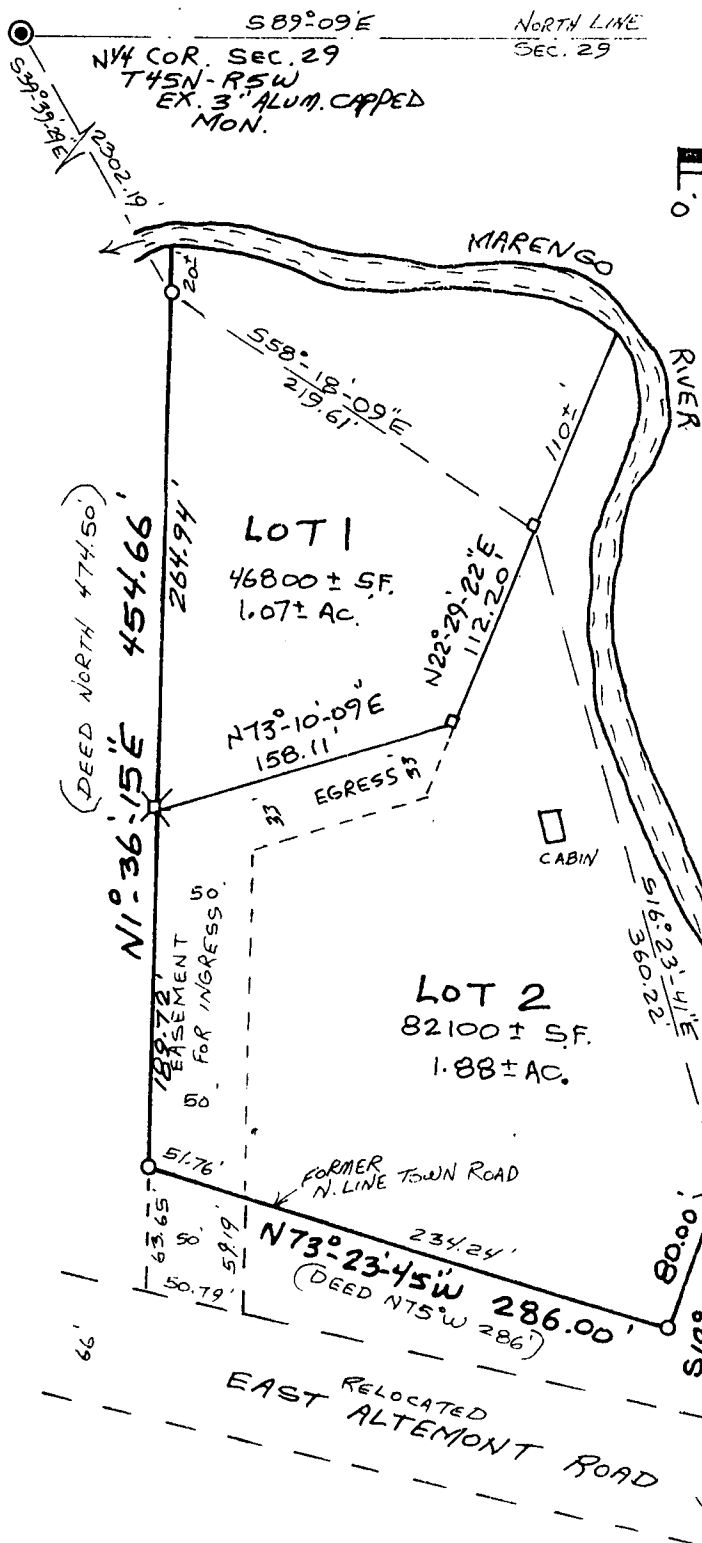 S89°-09'E
NORTH LINE
SEC. 29
N1/4 COR. SEC. 29
T45N-R5W
EX. 3" ALUM. CAPPED
MON.
S39°-39'-29"E
2302.19'
MARENGO
RIVER
20±
S58°-18'-09"E
219.61'
110±'
LOT 1
46800± S.F.
1.07± AC.
264.94'
(DEED NORTH 474.50')
N1°-36'-15"E 454.66'
N22°-29'-22"E
112.20'
N73°-10'-09"E
158.11'
EGRESS
33'
33'
CABIN
S16°-23'-41"E
360.22'
50'
EASEMENT
FOR INGRESS
189.72'
50'
LOT 2
82100± S.F.
1.88± AC.
51.76'
FORMER
N. LINE TOWN ROAD
234.24'
N73°-23'-45"W 286.00'
(DEED N75°W 286')
80.00'
63.65'
50'
59.19'
50.79'
66'
RELOCATED
EAST ALTEMONT ROAD